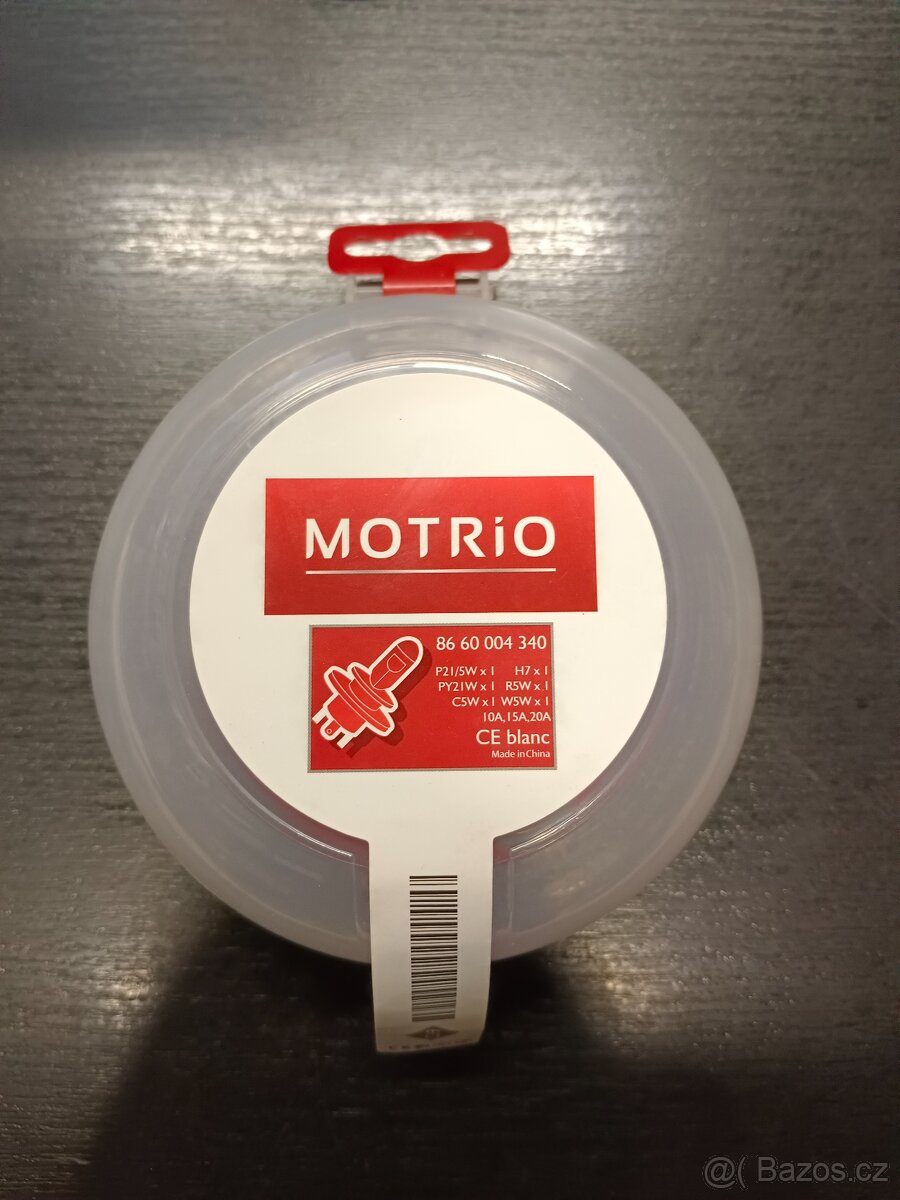 MOTRiO
86 60 004 340
P21/5W x 1 H7 x 1
PY21W x 1 R5W x 1
C5W x 1 W5W x 1
10A,15A,20A
CE blanc
Made in China
@( Bazos.cz